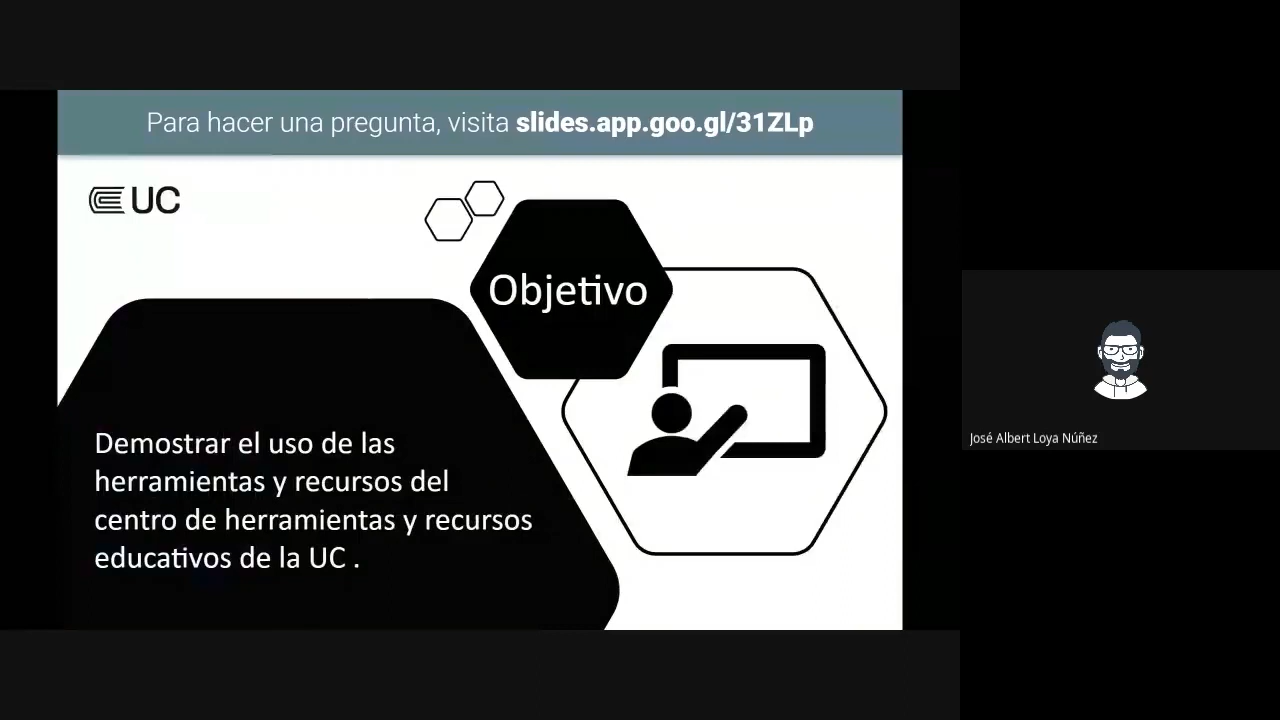 Para hacer una pregunta, visita slides.app.goo.gl/31ZLp
UC
Objetivo
Demostrar el uso de las
herramientas y recursos del
centro de herramientas y recursos
educativos de la UC .
José Albert Loya Núñez